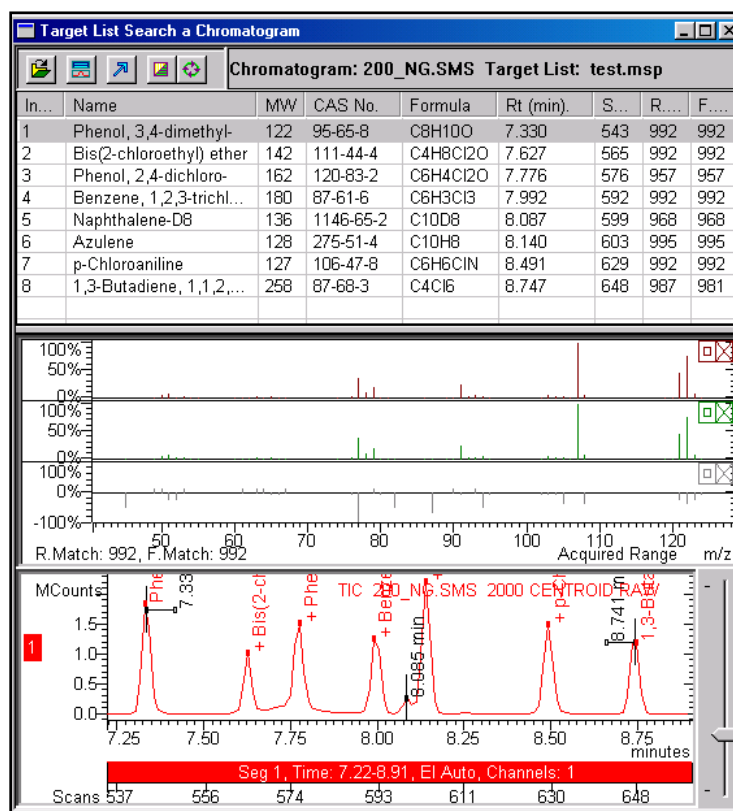 Target List Search a Chromatogram
Chromatogram: 200_NG.SMS Target List: test.msp
In... Name MW CAS No. Formula Rt (min). S... R.... F....
1 Phenol, 3,4-dimethyl- 122 95-65-8 C8H10O 7.330 543 992 992
2 Bis(2-chloroethyl) ether 142 111-44-4 C4H8Cl2O 7.627 565 992 992
3 Phenol, 2,4-dichloro- 162 120-83-2 C6H4Cl2O 7.776 576 957 957
4 Benzene, 1,2,3-trichl... 180 87-61-6 C6H3Cl3 7.992 592 992 992
5 Naphthalene-D8 136 1146-65-2 C10D8 8.087 599 968 968
6 Azulene 128 275-51-4 C10H8 8.140 603 995 995
7 p-Chloroaniline 127 106-47-8 C6H6ClN 8.491 629 992 992
8 1,3-Butadiene, 1,1,2,... 258 87-68-3 C4Cl6 8.747 648 987 981
100%
50%
0%
100%
50%
0%
100%
0%
-100%
50 60 70 80 90 100 110 120
R.Match: 992, F.Match: 992 Acquired Range m/z
MCounts TIC 200_NG.SMS 2000 CENTROID RAW
Phe
7.33
+ Bis(2-ch
+ Phe
+ Benze
8.085 min
+ p-Ch
8.741 m
1,3-Buta
1.5
1.0
0.5
0.0
1
7.25 7.50 7.75 8.00 8.25 8.50 8.75
minutes
Seg 1, Time: 7.22-8.91, EI Auto, Channels: 1
Scans 537 556 574 593 611 630 648